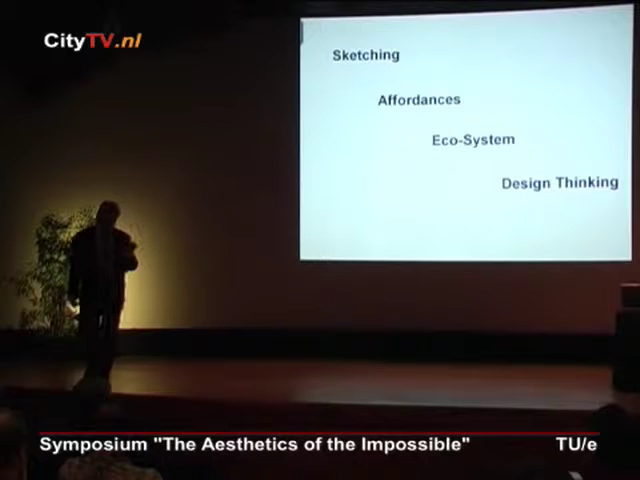 CityTV.nl
Sketching
Affordances
Eco-System
Design Thinking
Symposium "The Aesthetics of the Impossible" TU/e